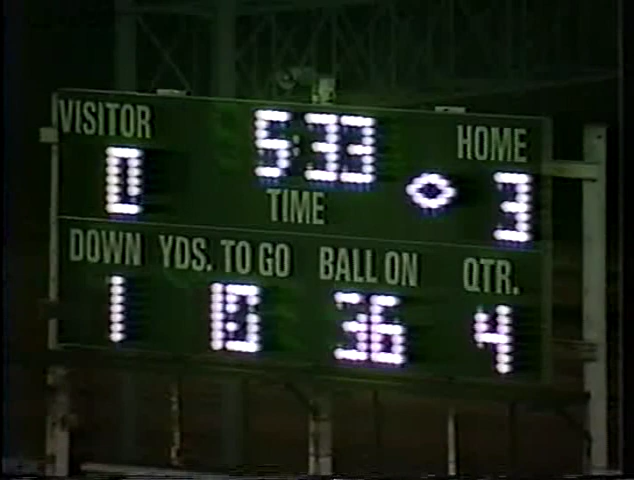 VISITOR 5:33 HOME
0 TIME 3
DOWN YDS. TO GO BALL ON QTR.
1 10 36 4